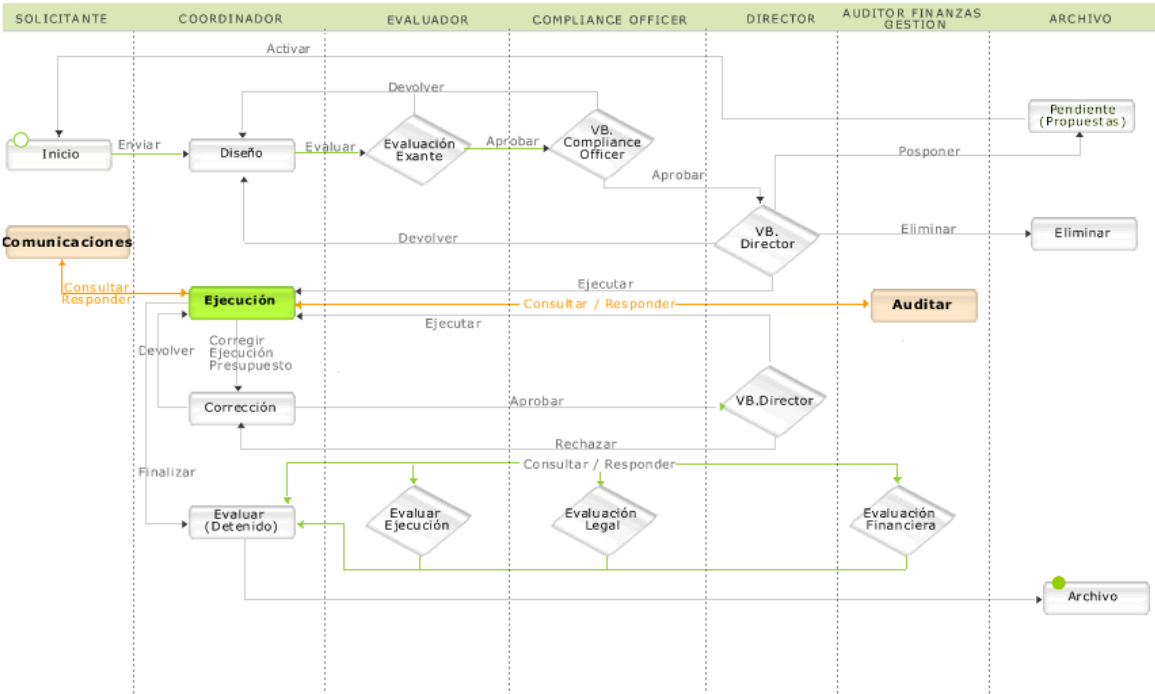 SOLICITANTE
COORDINADOR
EVALUADOR
COMPLIANCE OFFICER
DIRECTOR
AUDITOR FINANZAS
GESTIÓN
ARCHIVO
Activar
Devolver
Pendiente
(Propuestas)
Inicio
Enviar
Diseño
Evaluar
Evaluación
Exante
Aprobar
VB.
Compliance
Officer
Posponer
Aprobar
Comunicaciones
Devolver
VB.
Director
Eliminar
Eliminar
Consultar
Responder
Ejecución
Ejecutar
Consultar / Responder
Auditar
Ejecutar
Devolver
Corregir
Ejecución
Presupuesto
Corrección
Aprobar
VB.Director
Rechazar
Consultar / Responder
Finalizar
Evaluar
(Detenido)
Evaluar
Ejecución
Evaluación
Legal
Evaluación
Financiera
Archivo